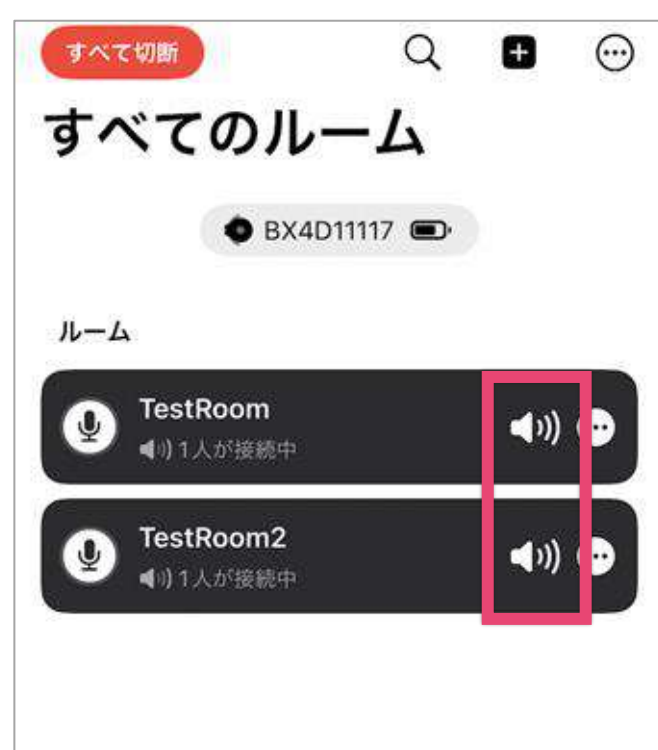 すべて切断
すべてのルーム
BX4D11117
ルーム
TestRoom
1人が接続中
TestRoom2
1人が接続中